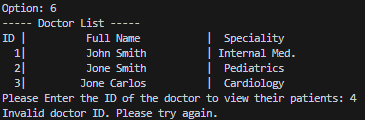 Option: 6
----- Doctor List -----
ID |          Full Name          |  Speciality
  1|          John Smith         | Internal Med.
  2|          Jone Smith         |  Pediatrics
  3|         Jone Carlos         |  Cardiology
Please Enter the ID of the doctor to view their patients: 4
Invalid doctor ID. Please try again.